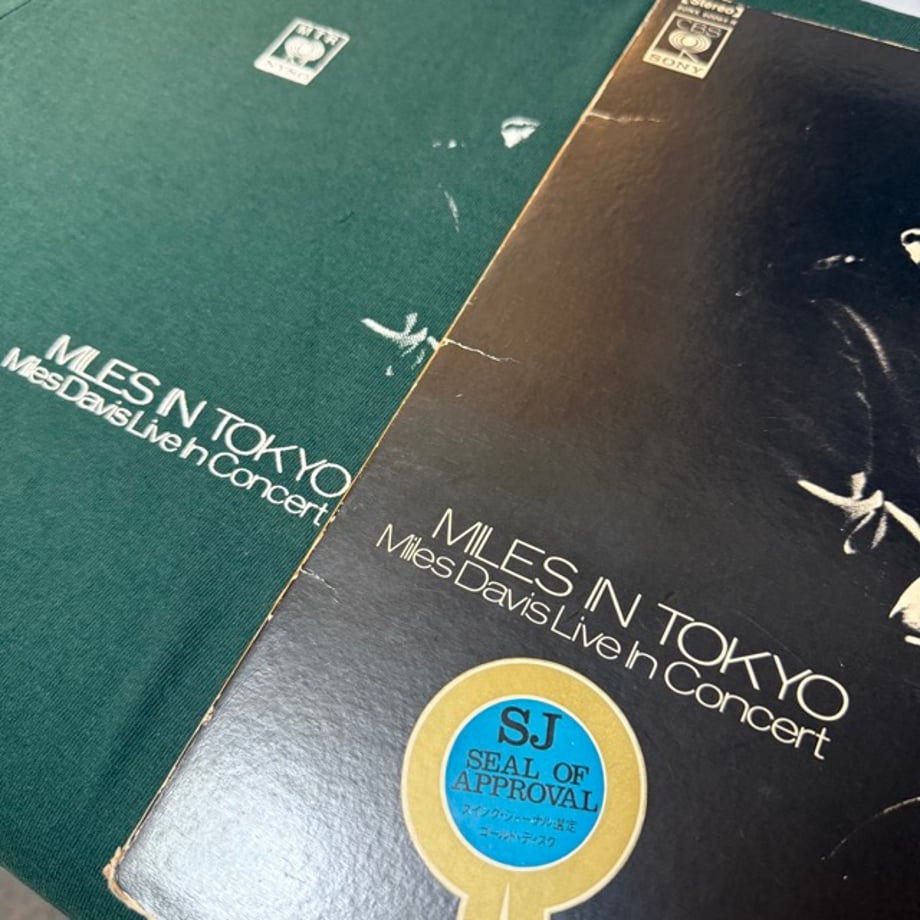 MTR
MILES IN TOKYO
Miles Davis Live In Concert
Stereo
CBS
SONY
MILES IN TOKYO
Miles Davis Live In Concert
SJ
SEAL OF
APPROVAL
スイング・ジャーナル選定
ゴールド・ディスク